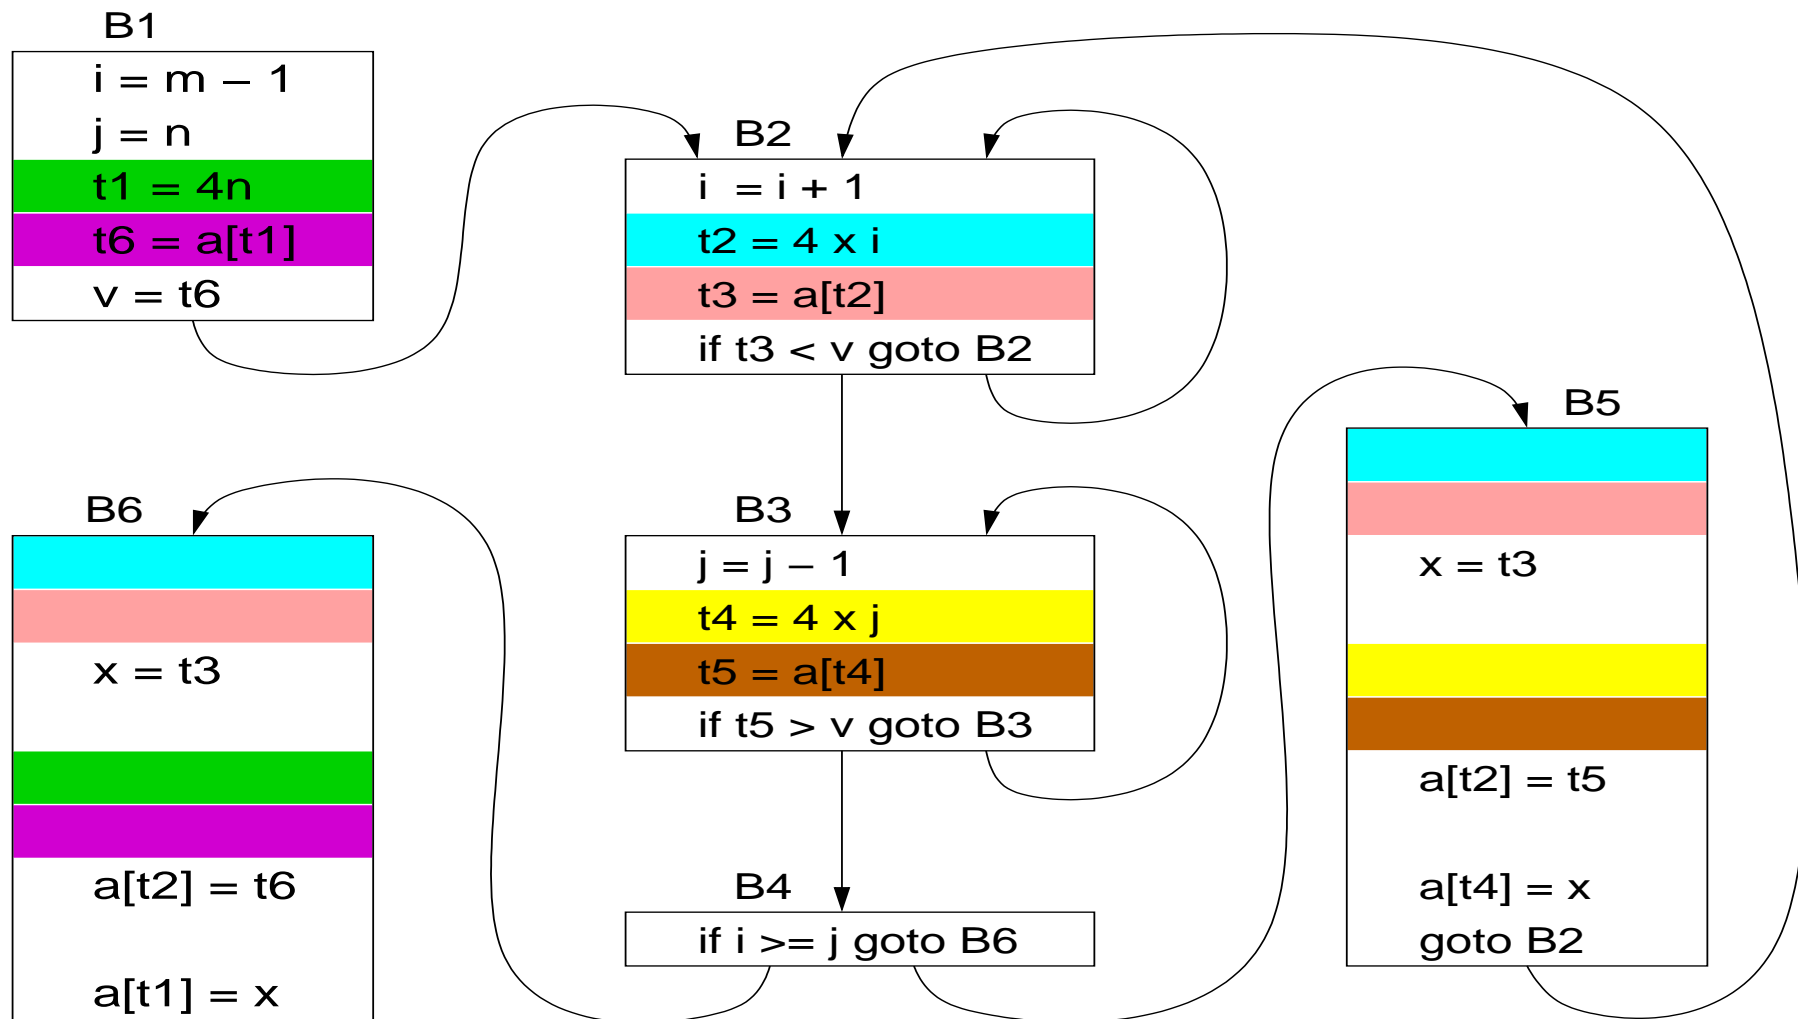 B1
i = m – 1
j = n
t1 = 4n
t6 = a[t1]
v = t6
B2
i = i + 1
t2 = 4 x i
t3 = a[t2]
if t3 < v goto B2
B3
j = j – 1
t4 = 4 x j
t5 = a[t4]
if t5 > v goto B3
B4
if i >= j goto B6
B5
x = t3
a[t2] = t5
a[t4] = x
goto B2
B6
x = t3
a[t2] = t6
a[t1] = x